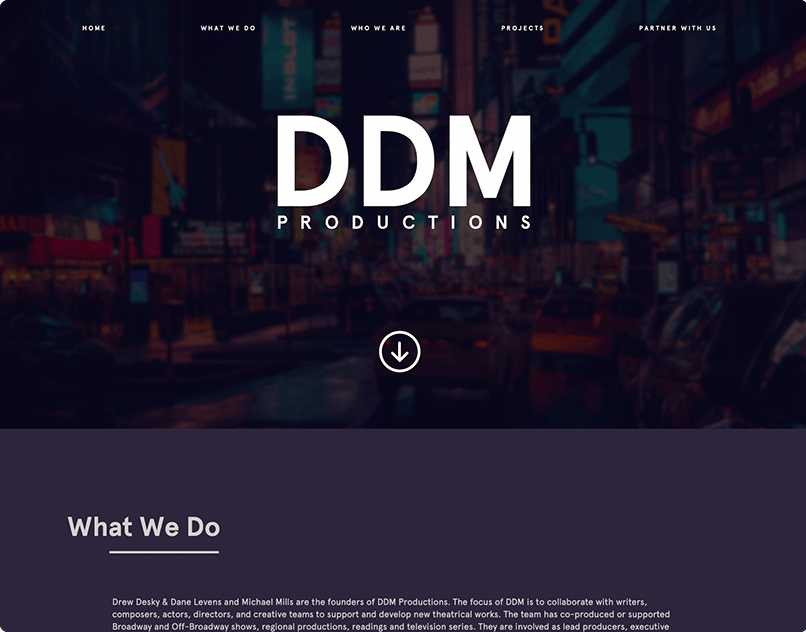 HOME
WHAT WE DO
WHO WE ARE
PROJECTS
PARTNER WITH US
DDM
PRODUCTIONS
What We Do
Drew Desky & Dane Levens and Michael Mills are the founders of DDM Productions. The focus of DDM is to collaborate with writers,
composers, actors, directors, and creative teams to support and develop new theatrical works. The team has co-produced or supported
Broadway and Off-Broadway shows, regional productions, readings and television series. They are involved as lead producers, executive